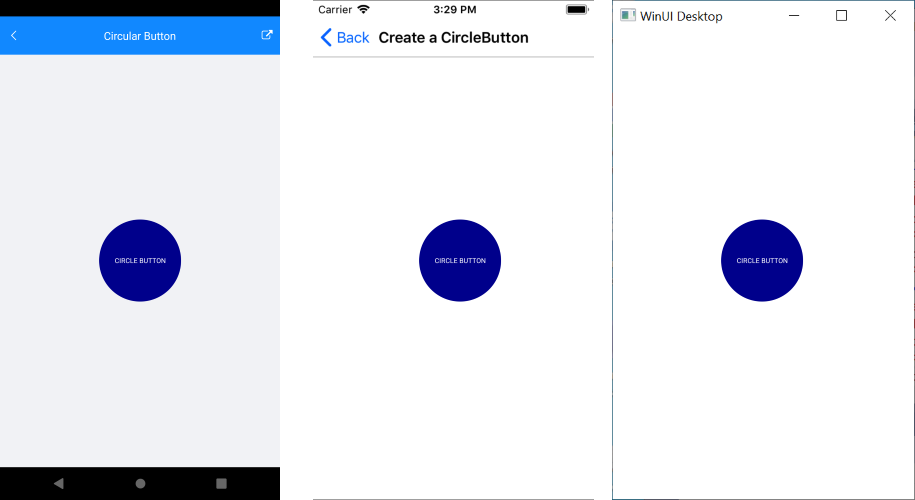 Circular Button
CIRCLE BUTTON
Carrier 3:29 PM
Back Create a CircleButton
CIRCLE BUTTON
WinUI Desktop
CIRCLE BUTTON